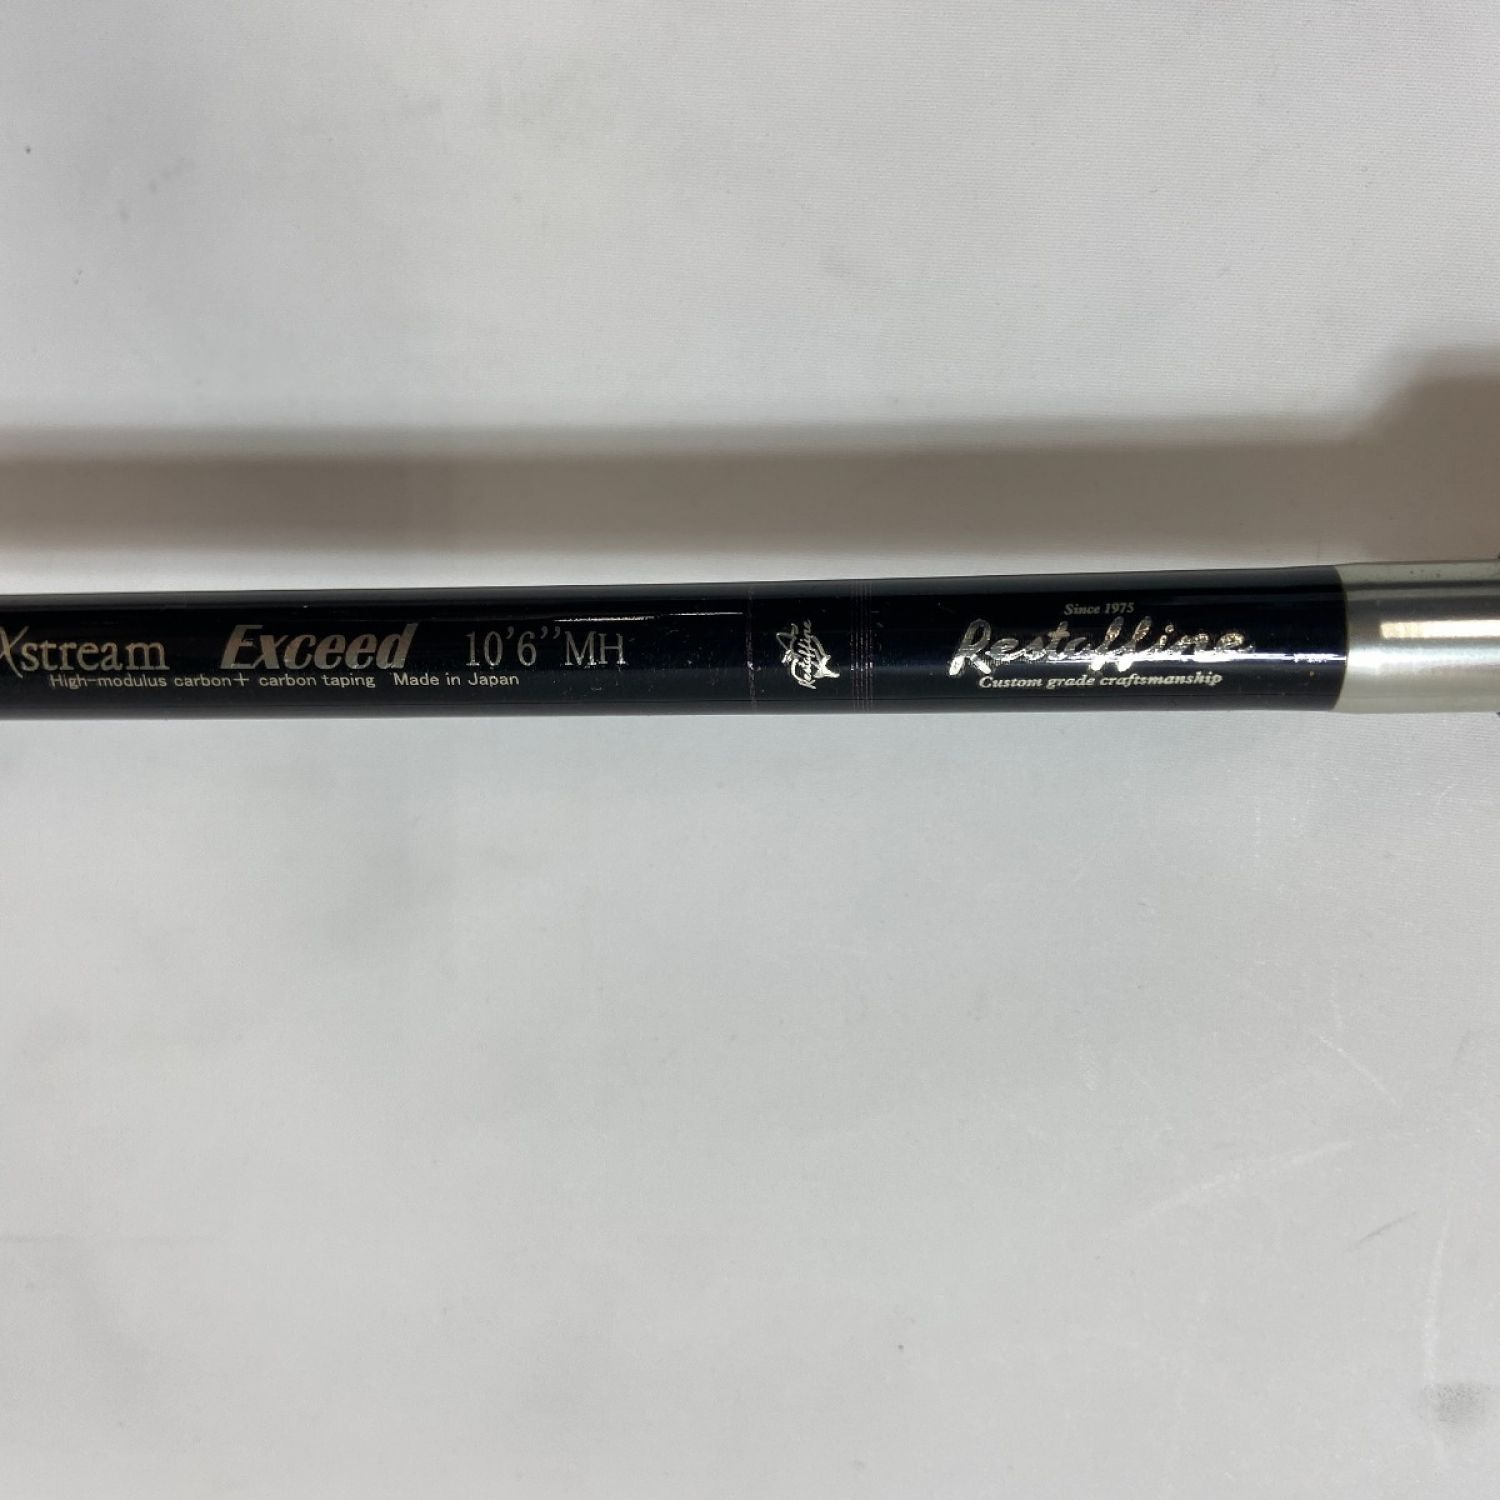 Xstream Exceed 10'6"MH
High-modulus carbon+ carbon taping Made in Japan
Restaffine
Since 1975
Restaffine
Custom grade craftsmanship